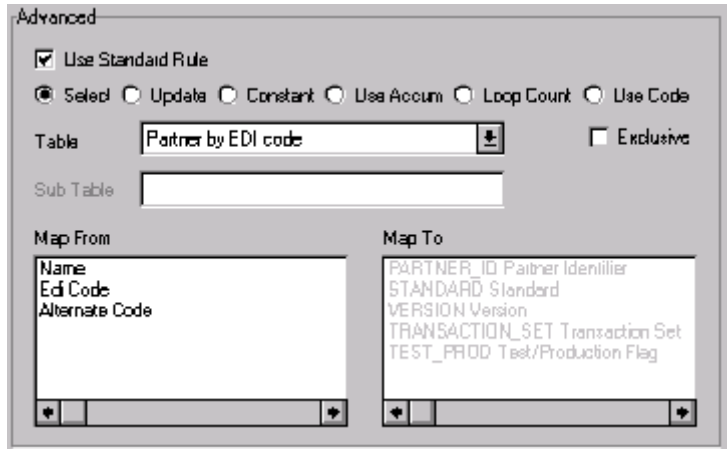 Advanced
Use Standard Rule
Select Update Constant Use Accum Loop Count Use Code
Table Partner by EDI code Exclusive
Sub Table
Map From Map To
Name
Edi Code
Alternate Code
PARTNER_ID Partner Identifier
STANDARD Standard
VERSION Version
TRANSACTION_SET Transaction Set
TEST_PROD Test/Production Flag